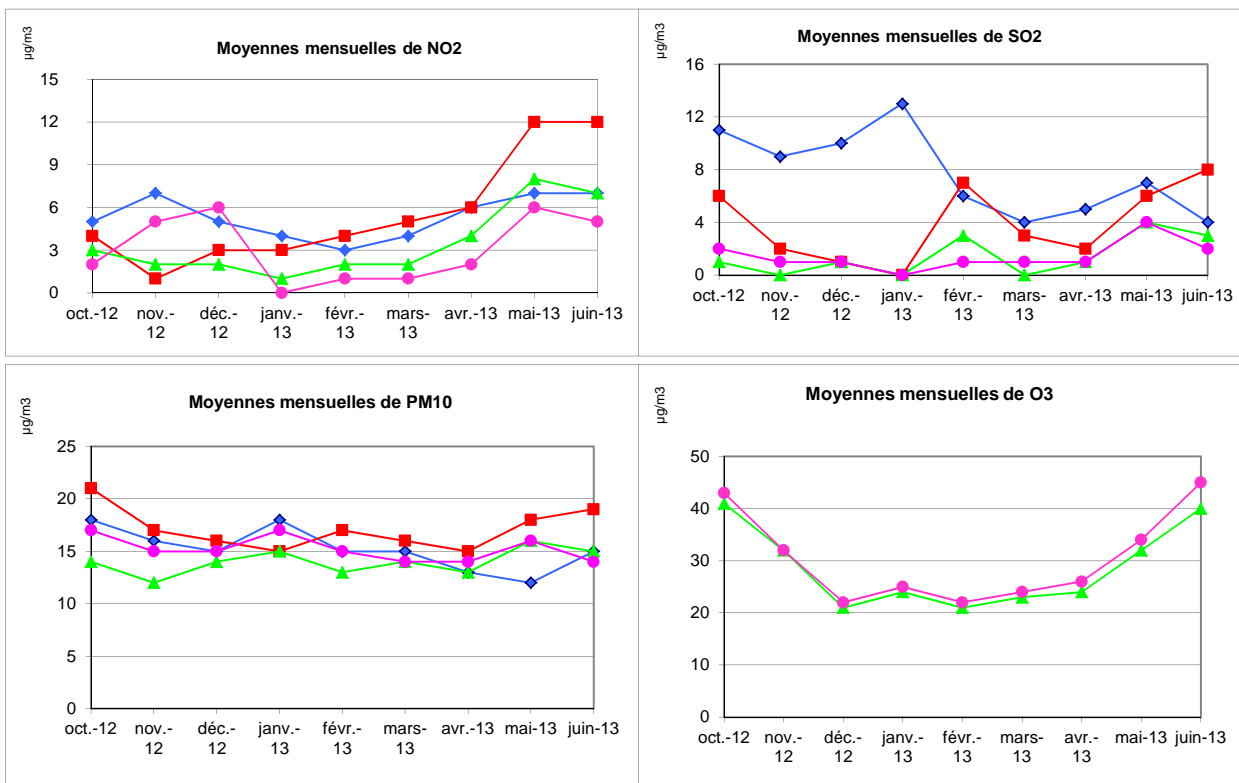 µg/m3
Moyennes mensuelles de NO2
15
12
9
6
3
0
oct.-12 nov.-12 déc.-12 janv.-13 févr.-13 mars-13 avr.-13 mai-13 juin-13
µg/m3
Moyennes mensuelles de SO2
16
12
8
4
0
oct.-12 nov.-12 déc.-12 janv.-13 févr.-13 mars-13 avr.-13 mai-13 juin-13
µg/m3
Moyennes mensuelles de PM10
25
20
15
10
5
0
oct.-12 nov.-12 déc.-12 janv.-13 févr.-13 mars-13 avr.-13 mai-13 juin-13
µg/m3
Moyennes mensuelles de O3
50
40
30
20
10
0
oct.-12 nov.-12 déc.-12 janv.-13 févr.-13 mars-13 avr.-13 mai-13 juin-13